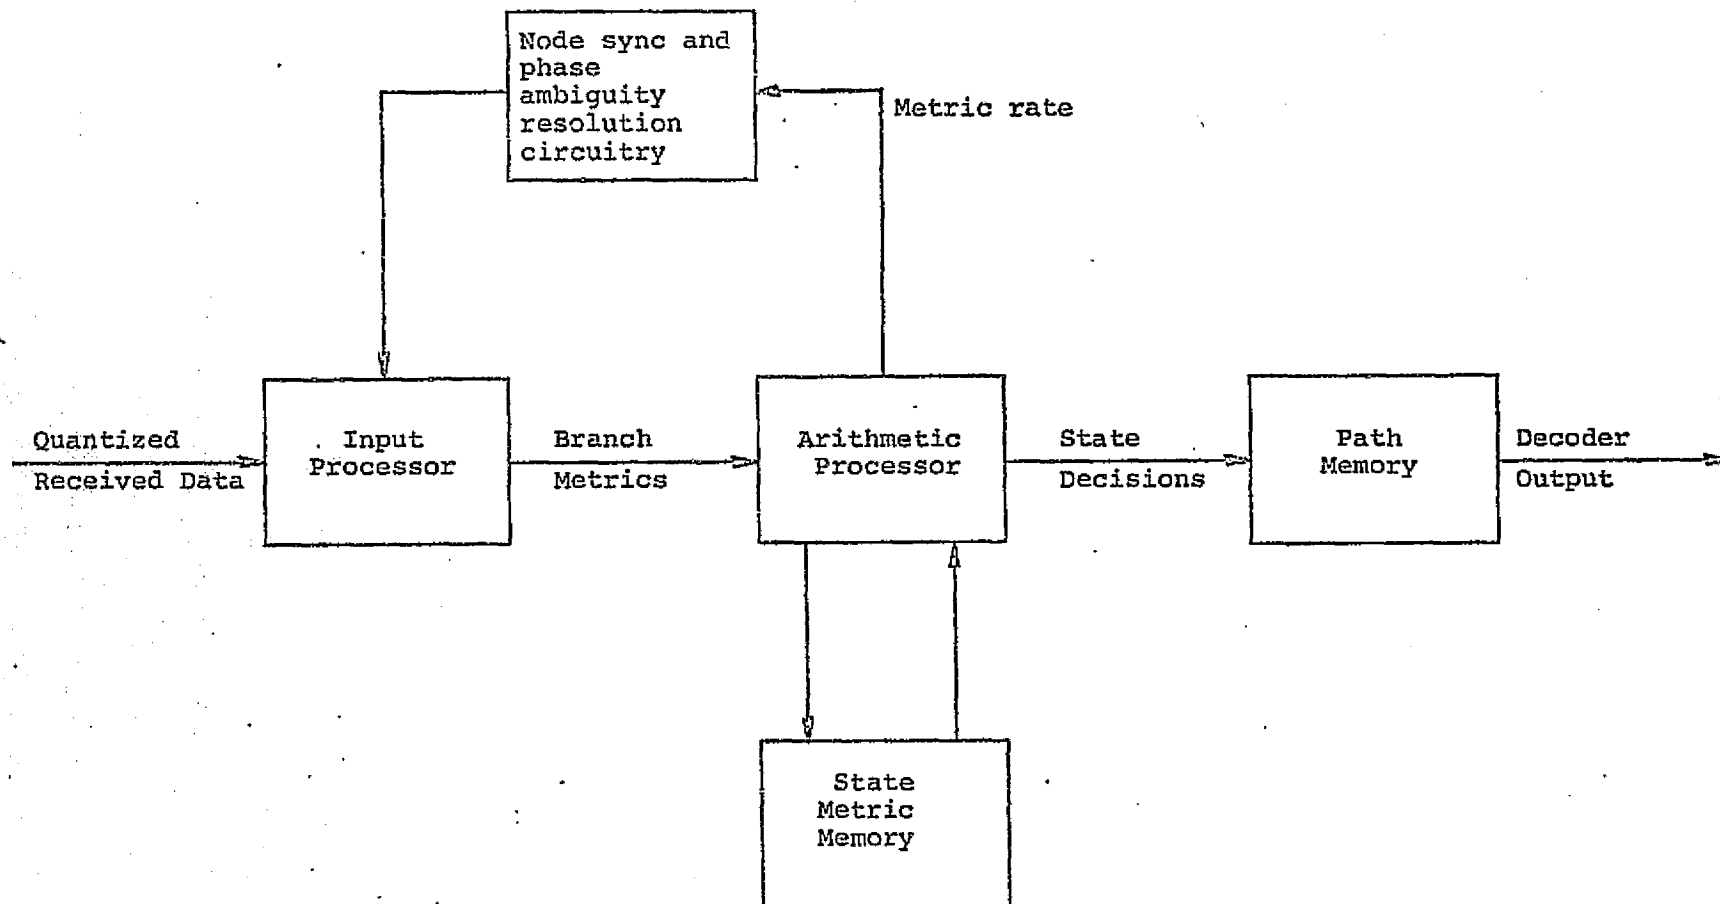 Node sync and
phase
ambiguity
resolution
circuitry
Metric rate
Quantized
Received Data
Input
Processor
Branch
Metrics
Arithmetic
Processor
State
Decisions
Path
Memory
Decoder
Output
State
Metric
Memory